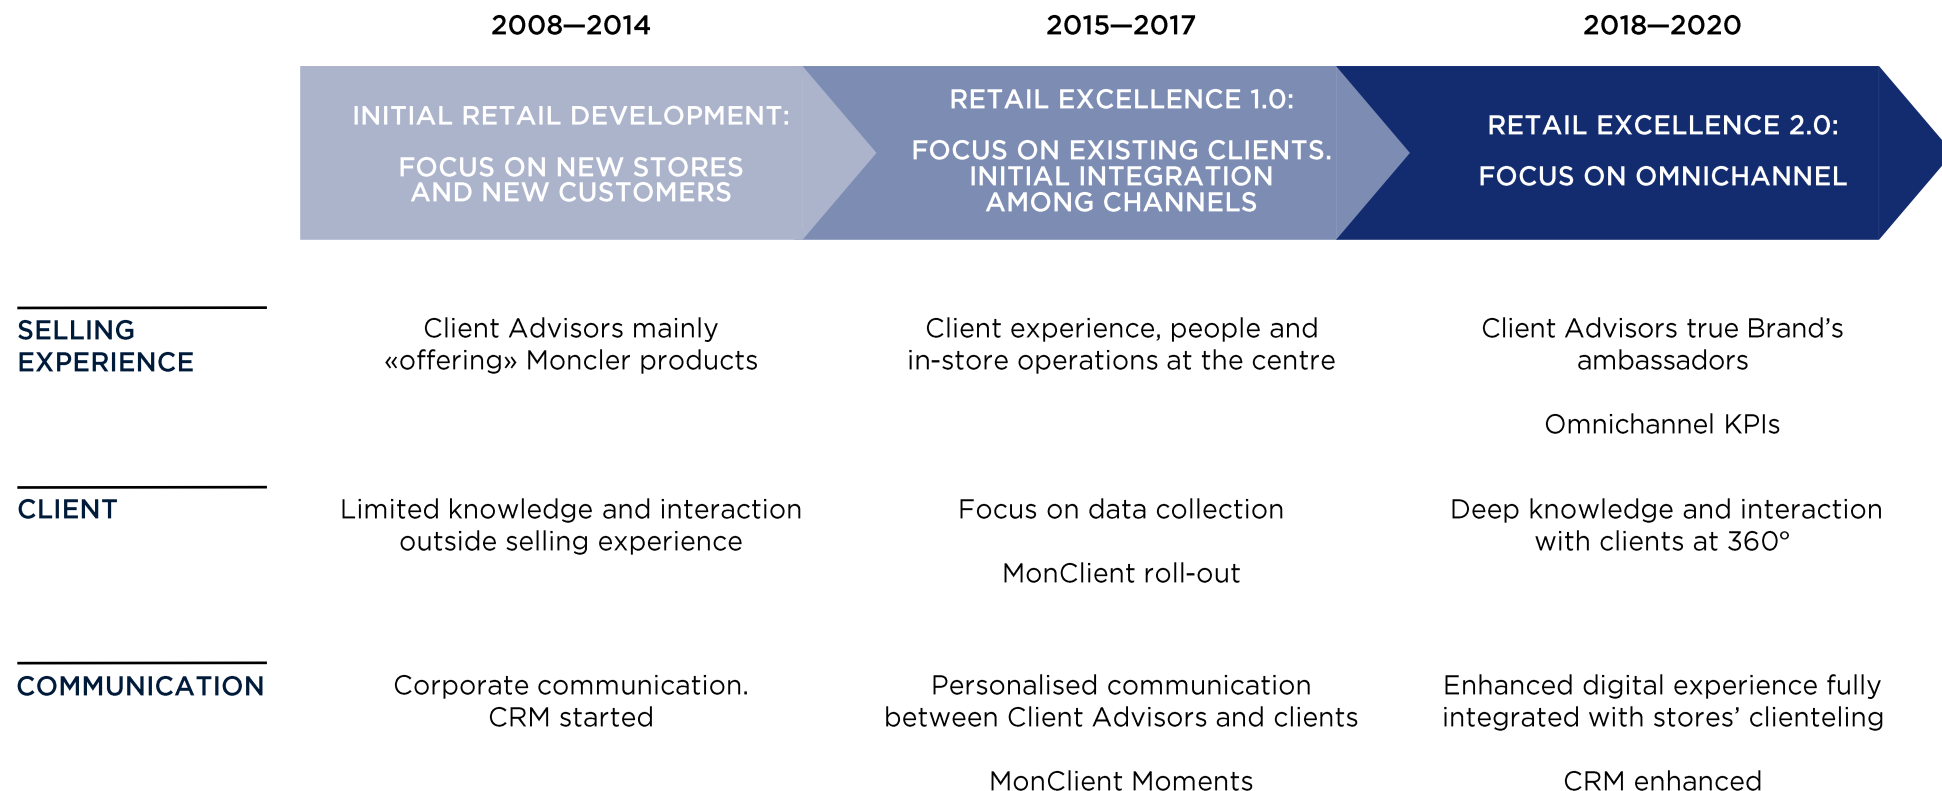 2008—2014
2015—2017
2018—2020
INITIAL RETAIL DEVELOPMENT:
FOCUS ON NEW STORES
AND NEW CUSTOMERS
RETAIL EXCELLENCE 1.0:
FOCUS ON EXISTING CLIENTS.
INITIAL INTEGRATION
AMONG CHANNELS
RETAIL EXCELLENCE 2.0:
FOCUS ON OMNICHANNEL
SELLING
EXPERIENCE
Client Advisors mainly
«offering» Moncler products
Client experience, people and
in-store operations at the centre
Client Advisors true Brand’s
ambassadors
Omnichannel KPIs
CLIENT
Limited knowledge and interaction
outside selling experience
Focus on data collection
MonClient roll-out
Deep knowledge and interaction
with clients at 360°
COMMUNICATION
Corporate communication.
CRM started
Personalised communication
between Client Advisors and clients
MonClient Moments
Enhanced digital experience fully
integrated with stores’ clienteling
CRM enhanced